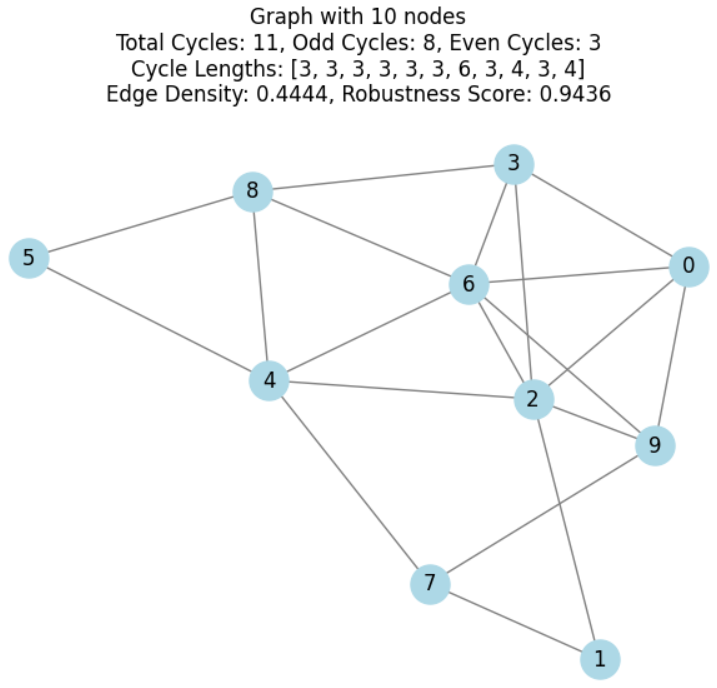 Graph with 10 nodes
Total Cycles: 11, Odd Cycles: 8, Even Cycles: 3
Cycle Lengths: [3, 3, 3, 3, 3, 3, 6, 3, 4, 3, 4]
Edge Density: 0.4444, Robustness Score: 0.9436
3
8
5
0
6
4
2
9
7
1